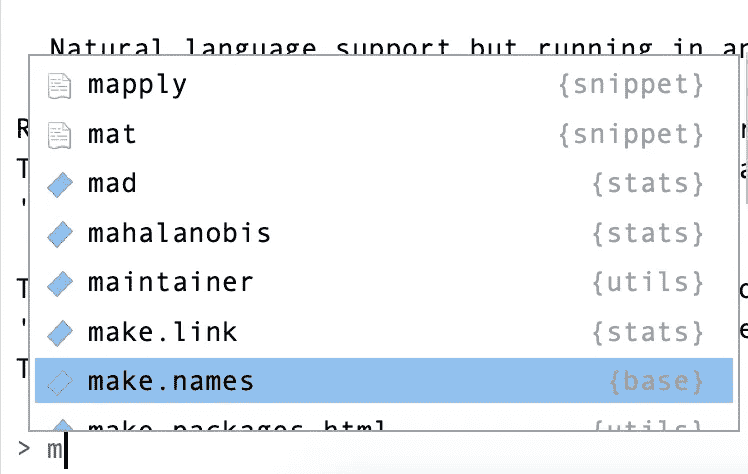 Natural language support but running in an
mapply {snippet}
mat {snippet}
mad {stats}
mahalanobis {stats}
maintainer {utils}
make.link {stats}
make.names {base}
make.packages.html {utils}
> m